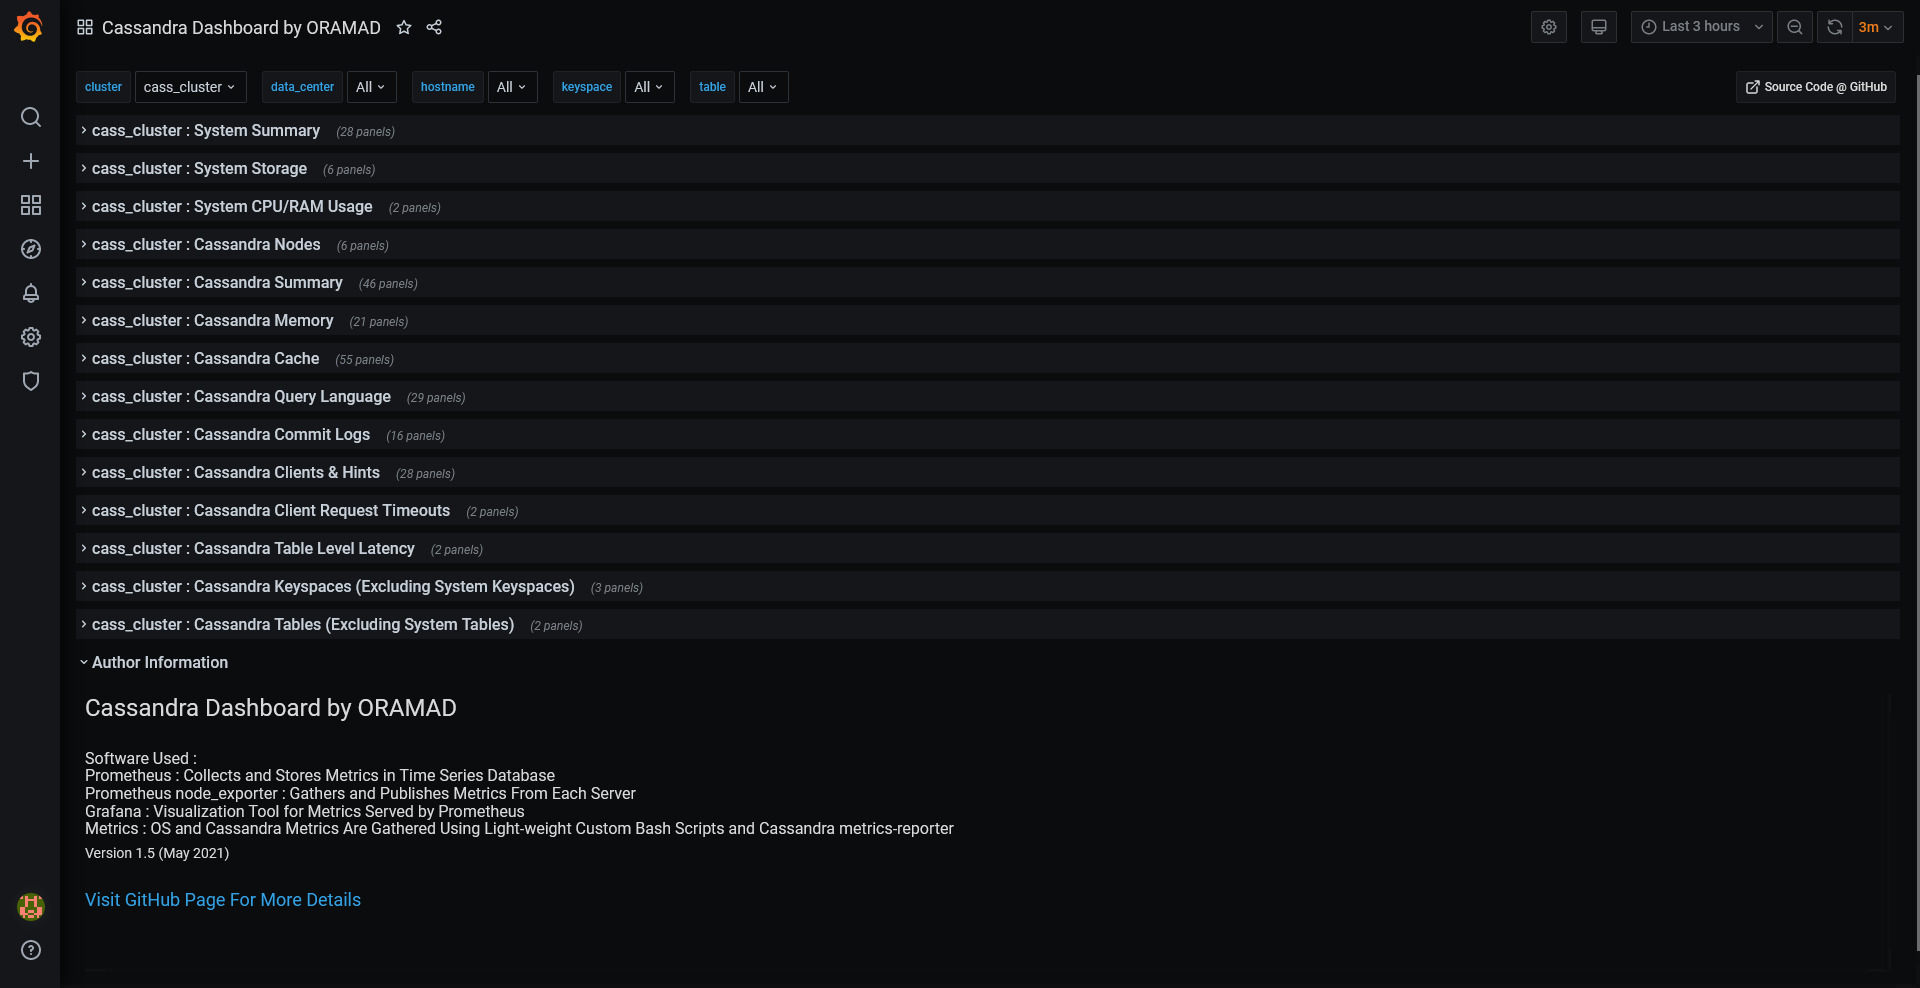 Cassandra Dashboard by ORAMAD
Last 3 hours
3m
cluster cass_cluster data_center All hostname All keyspace All table All Source Code @ GitHub
cass_cluster : System Summary (28 panels)
cass_cluster : System Storage (6 panels)
cass_cluster : System CPU/RAM Usage (2 panels)
cass_cluster : Cassandra Nodes (6 panels)
cass_cluster : Cassandra Summary (46 panels)
cass_cluster : Cassandra Memory (21 panels)
cass_cluster : Cassandra Cache (55 panels)
cass_cluster : Cassandra Query Language (29 panels)
cass_cluster : Cassandra Commit Logs (16 panels)
cass_cluster : Cassandra Clients & Hints (28 panels)
cass_cluster : Cassandra Client Request Timeouts (2 panels)
cass_cluster : Cassandra Table Level Latency (2 panels)
cass_cluster : Cassandra Keyspaces (Excluding System Keyspaces) (3 panels)
cass_cluster : Cassandra Tables (Excluding System Tables) (2 panels)
Author Information
Cassandra Dashboard by ORAMAD
Software Used :
Prometheus : Collects and Stores Metrics in Time Series Database
Prometheus node_exporter : Gathers and Publishes Metrics From Each Server
Grafana : Visualization Tool for Metrics Served by Prometheus
Metrics : OS and Cassandra Metrics Are Gathered Using Light-weight Custom Bash Scripts and Cassandra metrics-reporter
Version 1.5 (May 2021)
Visit GitHub Page For More Details